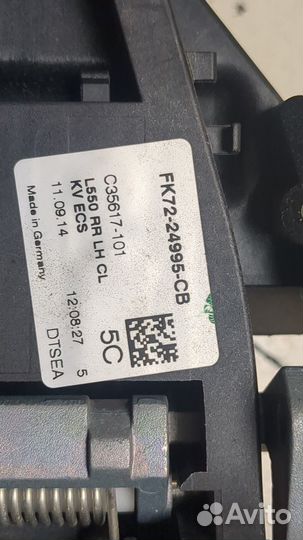 FK72-24995-CB
C35617-101
L550 RR LH CL
KV ECS
5C
11.09.14 12:08:27 5
Made in Germany DTSEA
Avito